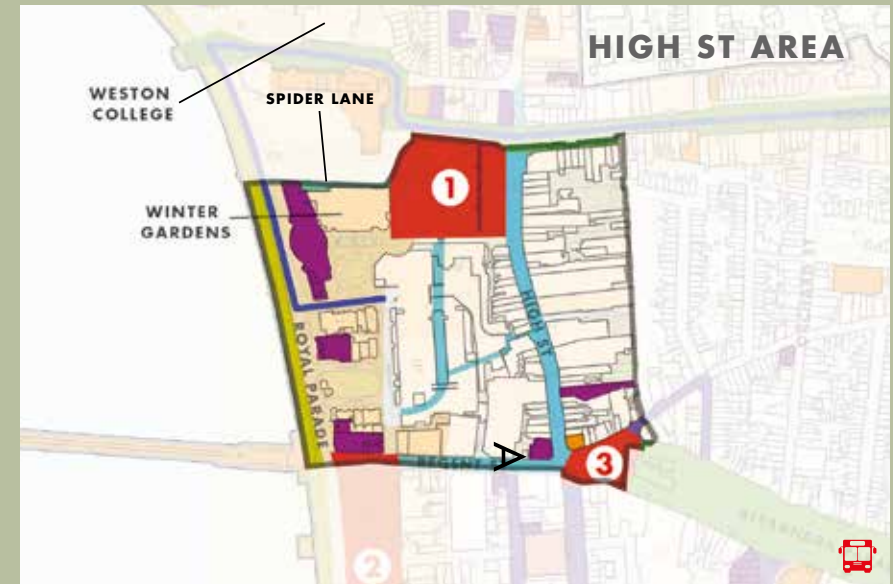 HIGH ST AREA
WESTON
COLLEGE
SPIDER LANE
1
WINTER
GARDENS
HIGH ST
ROYAL PARADE
REGENT
A
3
2